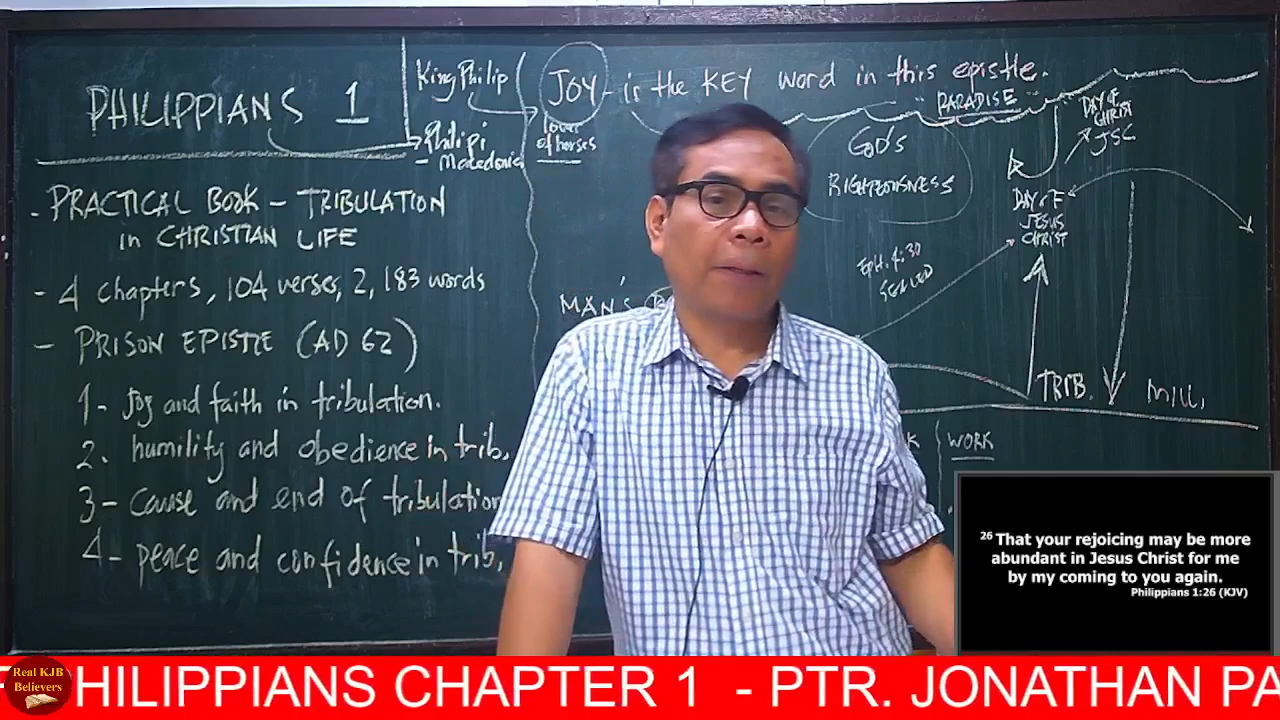 PHILIPPIANS 1
- PRACTICAL BOOK - TRIBULATION
in CHRISTIAN LIFE
- 4 chapters, 104 verses, 2,183 words
- PRISON EPISTLE (AD 62)
1- Joy and faith in tribulation.
2. humility and obedience in trib.
3- cause and end of tribulation
4- peace and confidence in trib.
King Philip
Philipi
- Macedonia
JOY - is the KEY word in this epistle.
lover
of horses
"PARADISE"
God's
RIGHTEOUSNESS
DAY OF
CHRIST
JSC
DAY OF
JESUS
CHRIST
Eph. 4:30
SEALED
MAN'S
TRIB.
MILL.
WORK
26 That your rejoicing may be more
abundant in Jesus Christ for me
by my coming to you again.
Philippians 1:26 (KJV)
Real KJB
Believers
HILIPPIANS CHAPTER 1 - PTR. JONATHAN PA